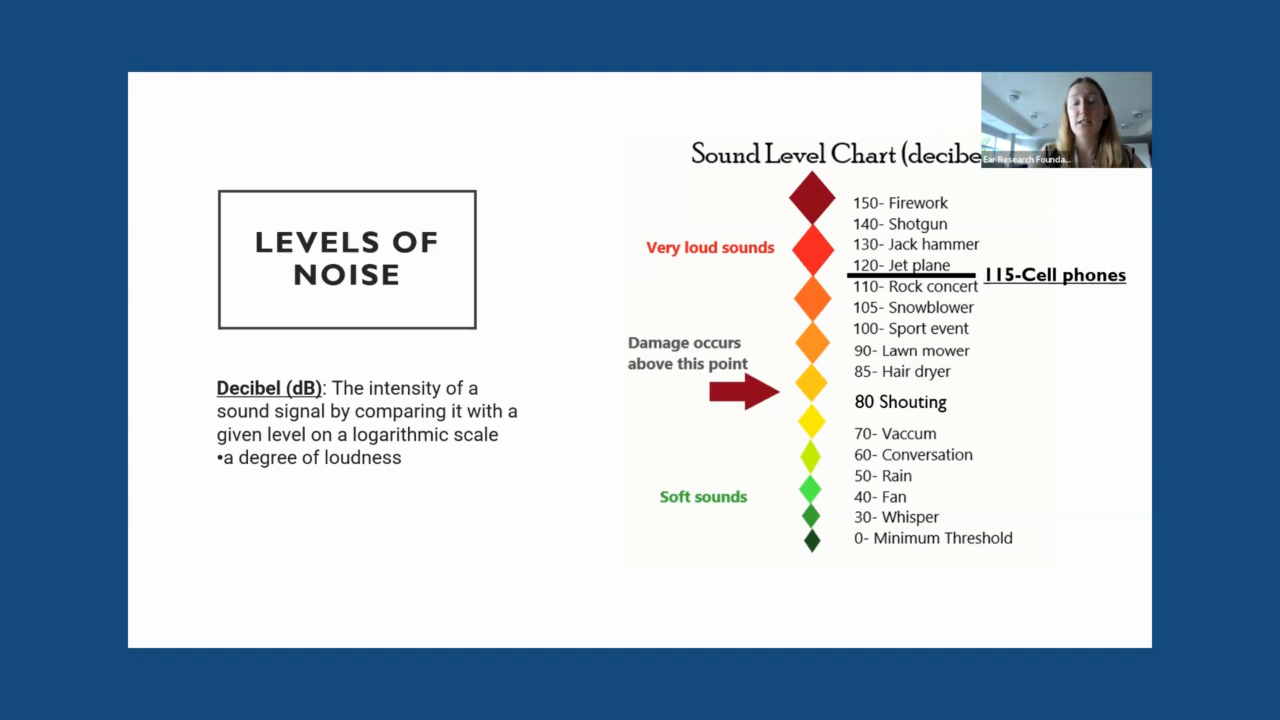 LEVELS OF
NOISE
Decibel (dB): The intensity of a
sound signal by comparing it with a
given level on a logarithmic scale
•a degree of loudness
Sound Level Chart (decibe
Ear Research Founda...
Very loud sounds
Damage occurs
above this point
Soft sounds
150- Firework
140- Shotgun
130- Jack hammer
120- Jet plane
115-Cell phones
110- Rock concert
105- Snowblower
100- Sport event
90- Lawn mower
85- Hair dryer
80 Shouting
70- Vaccum
60- Conversation
50- Rain
40- Fan
30- Whisper
0- Minimum Threshold